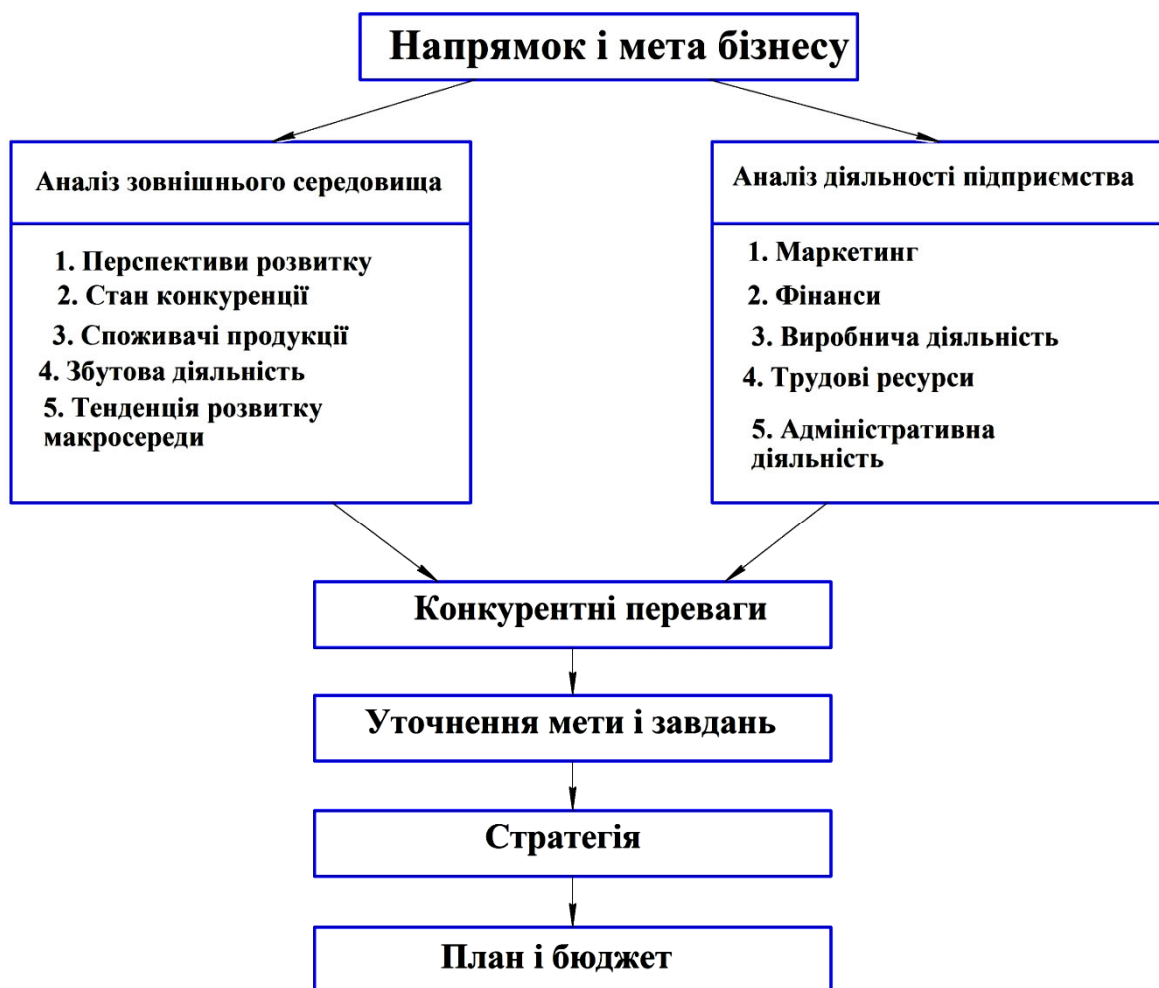 Напрямок і мета бізнесу
Аналіз зовнішнього середовища
1. Перспективи розвитку
2. Стан конкуренції
3. Споживачі продукції
4. Збутова діяльність
5. Тенденція розвитку
макросереди
Аналіз діяльності підприємства
1. Маркетинг
2. Фінанси
3. Виробнича діяльність
4. Трудові ресурси
5. Адміністративна
діяльність
Конкурентні переваги
Уточнення мети і завдань
Стратегія
План і бюджет